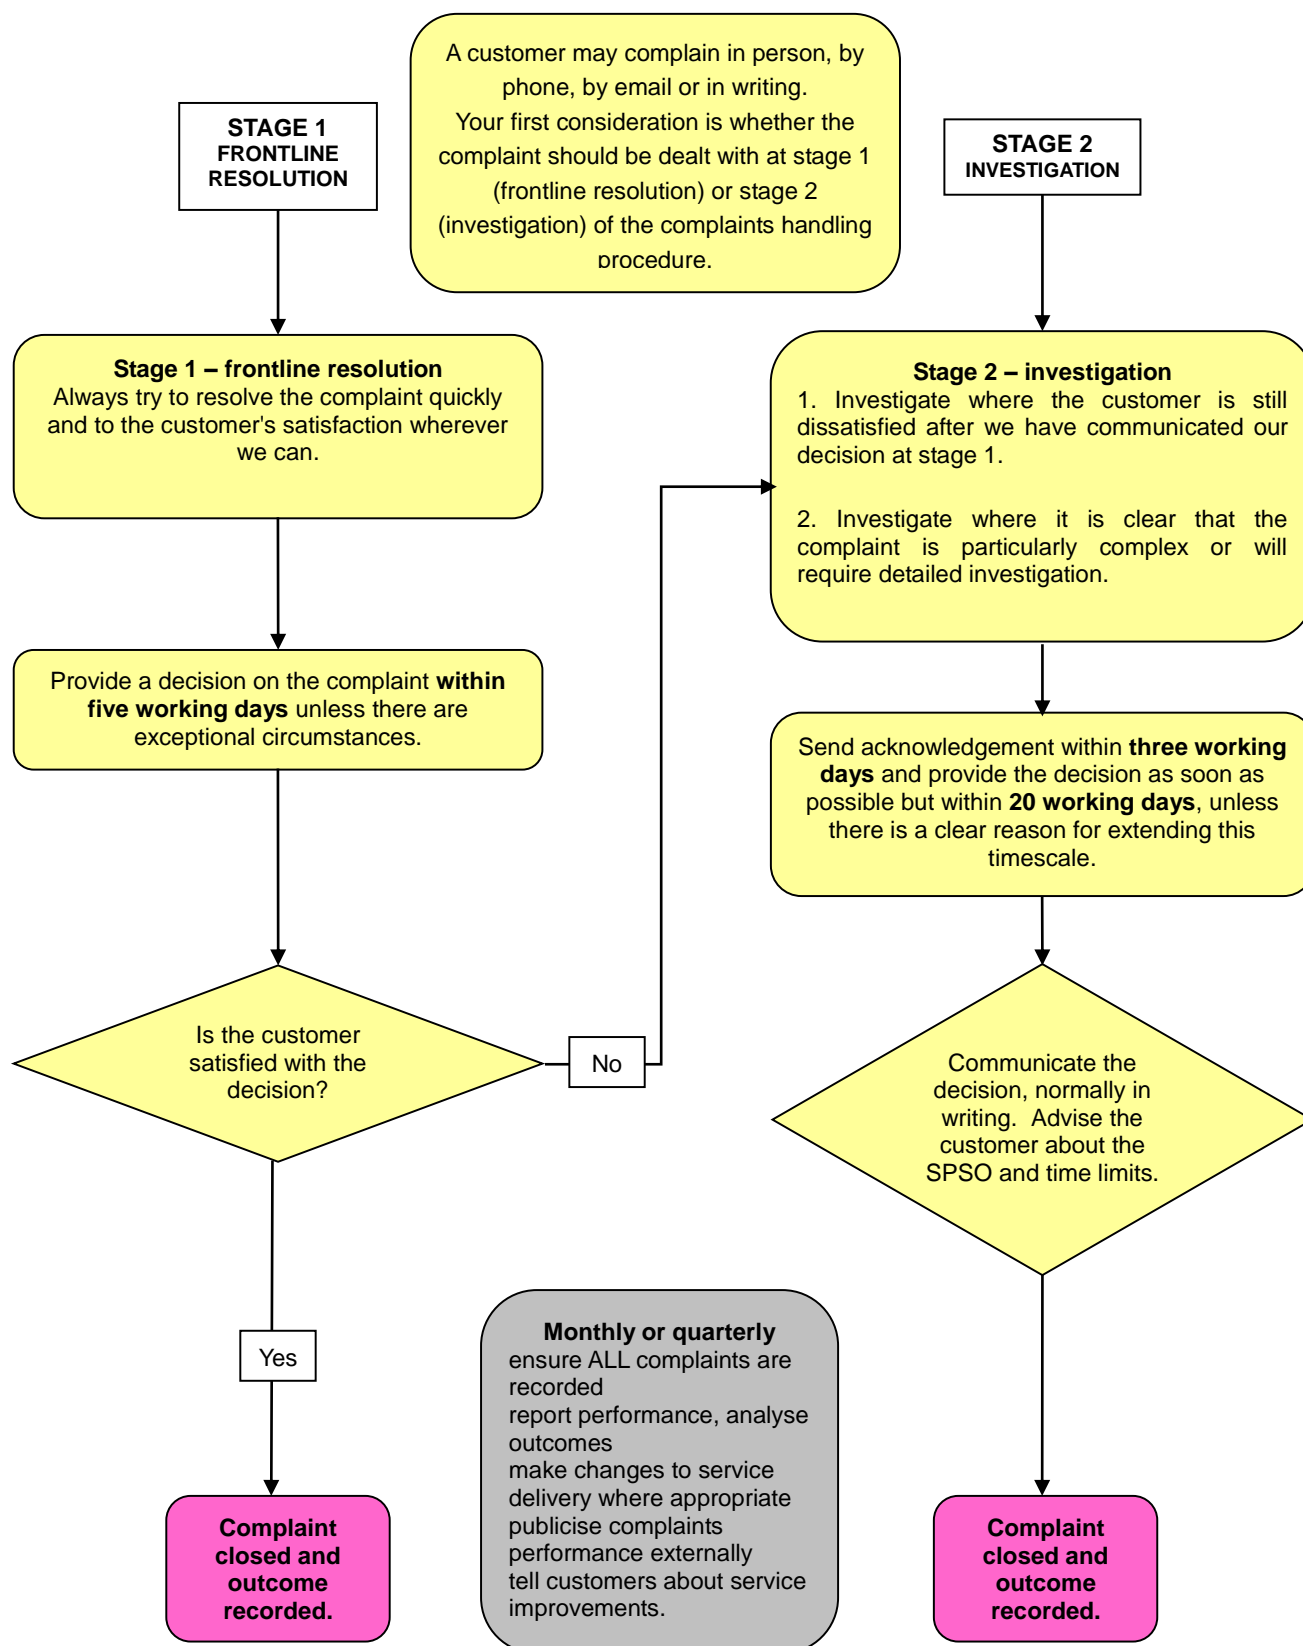 A customer may complain in person, by
phone, by email or in writing.
Your first consideration is whether the
complaint should be dealt with at stage 1
(frontline resolution) or stage 2
(investigation) of the complaints handling
procedure.
STAGE 1
FRONTLINE
RESOLUTION
Stage 1 – frontline resolution
Always try to resolve the complaint quickly
and to the customer's satisfaction wherever
we can.
Provide a decision on the complaint within
five working days unless there are
exceptional circumstances.
Is the customer
satisfied with the
decision?
No
Yes
Complaint
closed and
outcome
recorded.
STAGE 2
INVESTIGATION
Stage 2 – investigation
1. Investigate where the customer is still
dissatisfied after we have communicated our
decision at stage 1.
2. Investigate where it is clear that the
complaint is particularly complex or will
require detailed investigation.
Send acknowledgement within three working
days and provide the decision as soon as
possible but within 20 working days, unless
there is a clear reason for extending this
timescale.
Communicate the
decision, normally in
writing.  Advise the
customer about the
SPSO and time limits.
Complaint
closed and
outcome
recorded.
Monthly or quarterly
ensure ALL complaints are
recorded
report performance, analyse
outcomes
make changes to service
delivery where appropriate
publicise complaints
performance externally
tell customers about service
improvements.